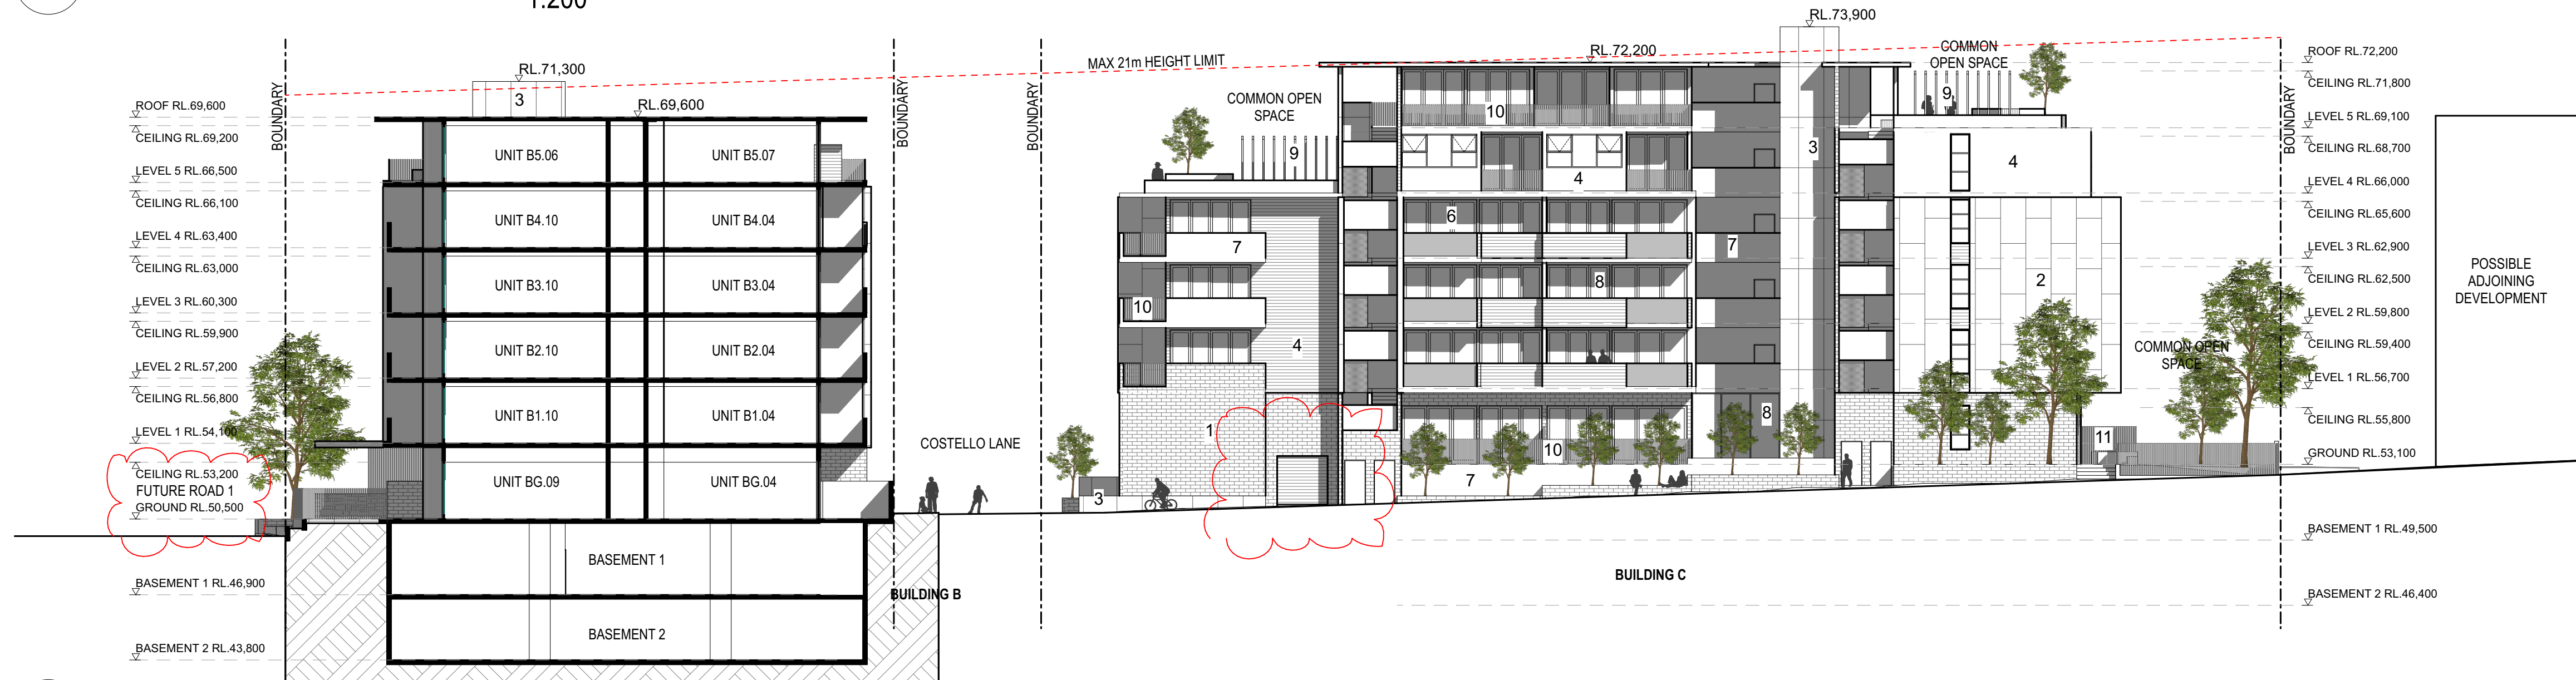 1:200
RL.71,300
3
RL.69,600
BOUNDARY
ROOF RL.69,600
CEILING RL.69,200
LEVEL 5 RL.66,500
CEILING RL.66,100
LEVEL 4 RL.63,400
CEILING RL.63,000
LEVEL 3 RL.60,300
CEILING RL.59,900
LEVEL 2 RL.57,200
CEILING RL.56,800
LEVEL 1 RL.54,100
CEILING RL.53,200
FUTURE ROAD 1
GROUND RL.50,500
BASEMENT 1 RL.46,900
BASEMENT 2 RL.43,800
UNIT B5.06
UNIT B5.07
UNIT B4.10
UNIT B4.04
UNIT B3.10
UNIT B3.04
UNIT B2.10
UNIT B2.04
UNIT B1.10
UNIT B1.04
UNIT BG.09
UNIT BG.04
BASEMENT 1
BASEMENT 2
BUILDING B
BOUNDARY
COSTELLO LANE
BOUNDARY
MAX 21m HEIGHT LIMIT
COMMON OPEN
SPACE
9
7
10
4
1
3
RL.72,200
RL.73,900
10
4
6
8
10
7
3
7
8
COMMON
OPEN SPACE
9
4
2
COMMON OPEN
SPACE
11
BUILDING C
BOUNDARY
ROOF RL.72,200
CEILING RL.71,800
LEVEL 5 RL.69,100
CEILING RL.68,700
LEVEL 4 RL.66,000
CEILING RL.65,600
LEVEL 3 RL.62,900
CEILING RL.62,500
LEVEL 2 RL.59,800
CEILING RL.59,400
LEVEL 1 RL.56,700
CEILING RL.55,800
GROUND RL.53,100
BASEMENT 1 RL.49,500
BASEMENT 2 RL.46,400
POSSIBLE
ADJOINING
DEVELOPMENT